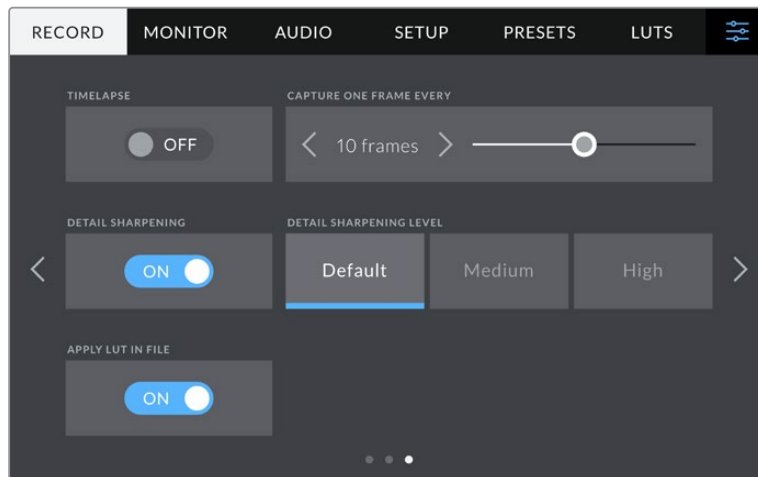 RECORD MONITOR AUDIO SETUP PRESETS LUTS
TIMELAPSE CAPTURE ONE FRAME EVERY
OFF 10 frames
DETAIL SHARPENING DETAIL SHARPENING LEVEL
ON Default Medium High
APPLY LUT IN FILE
ON